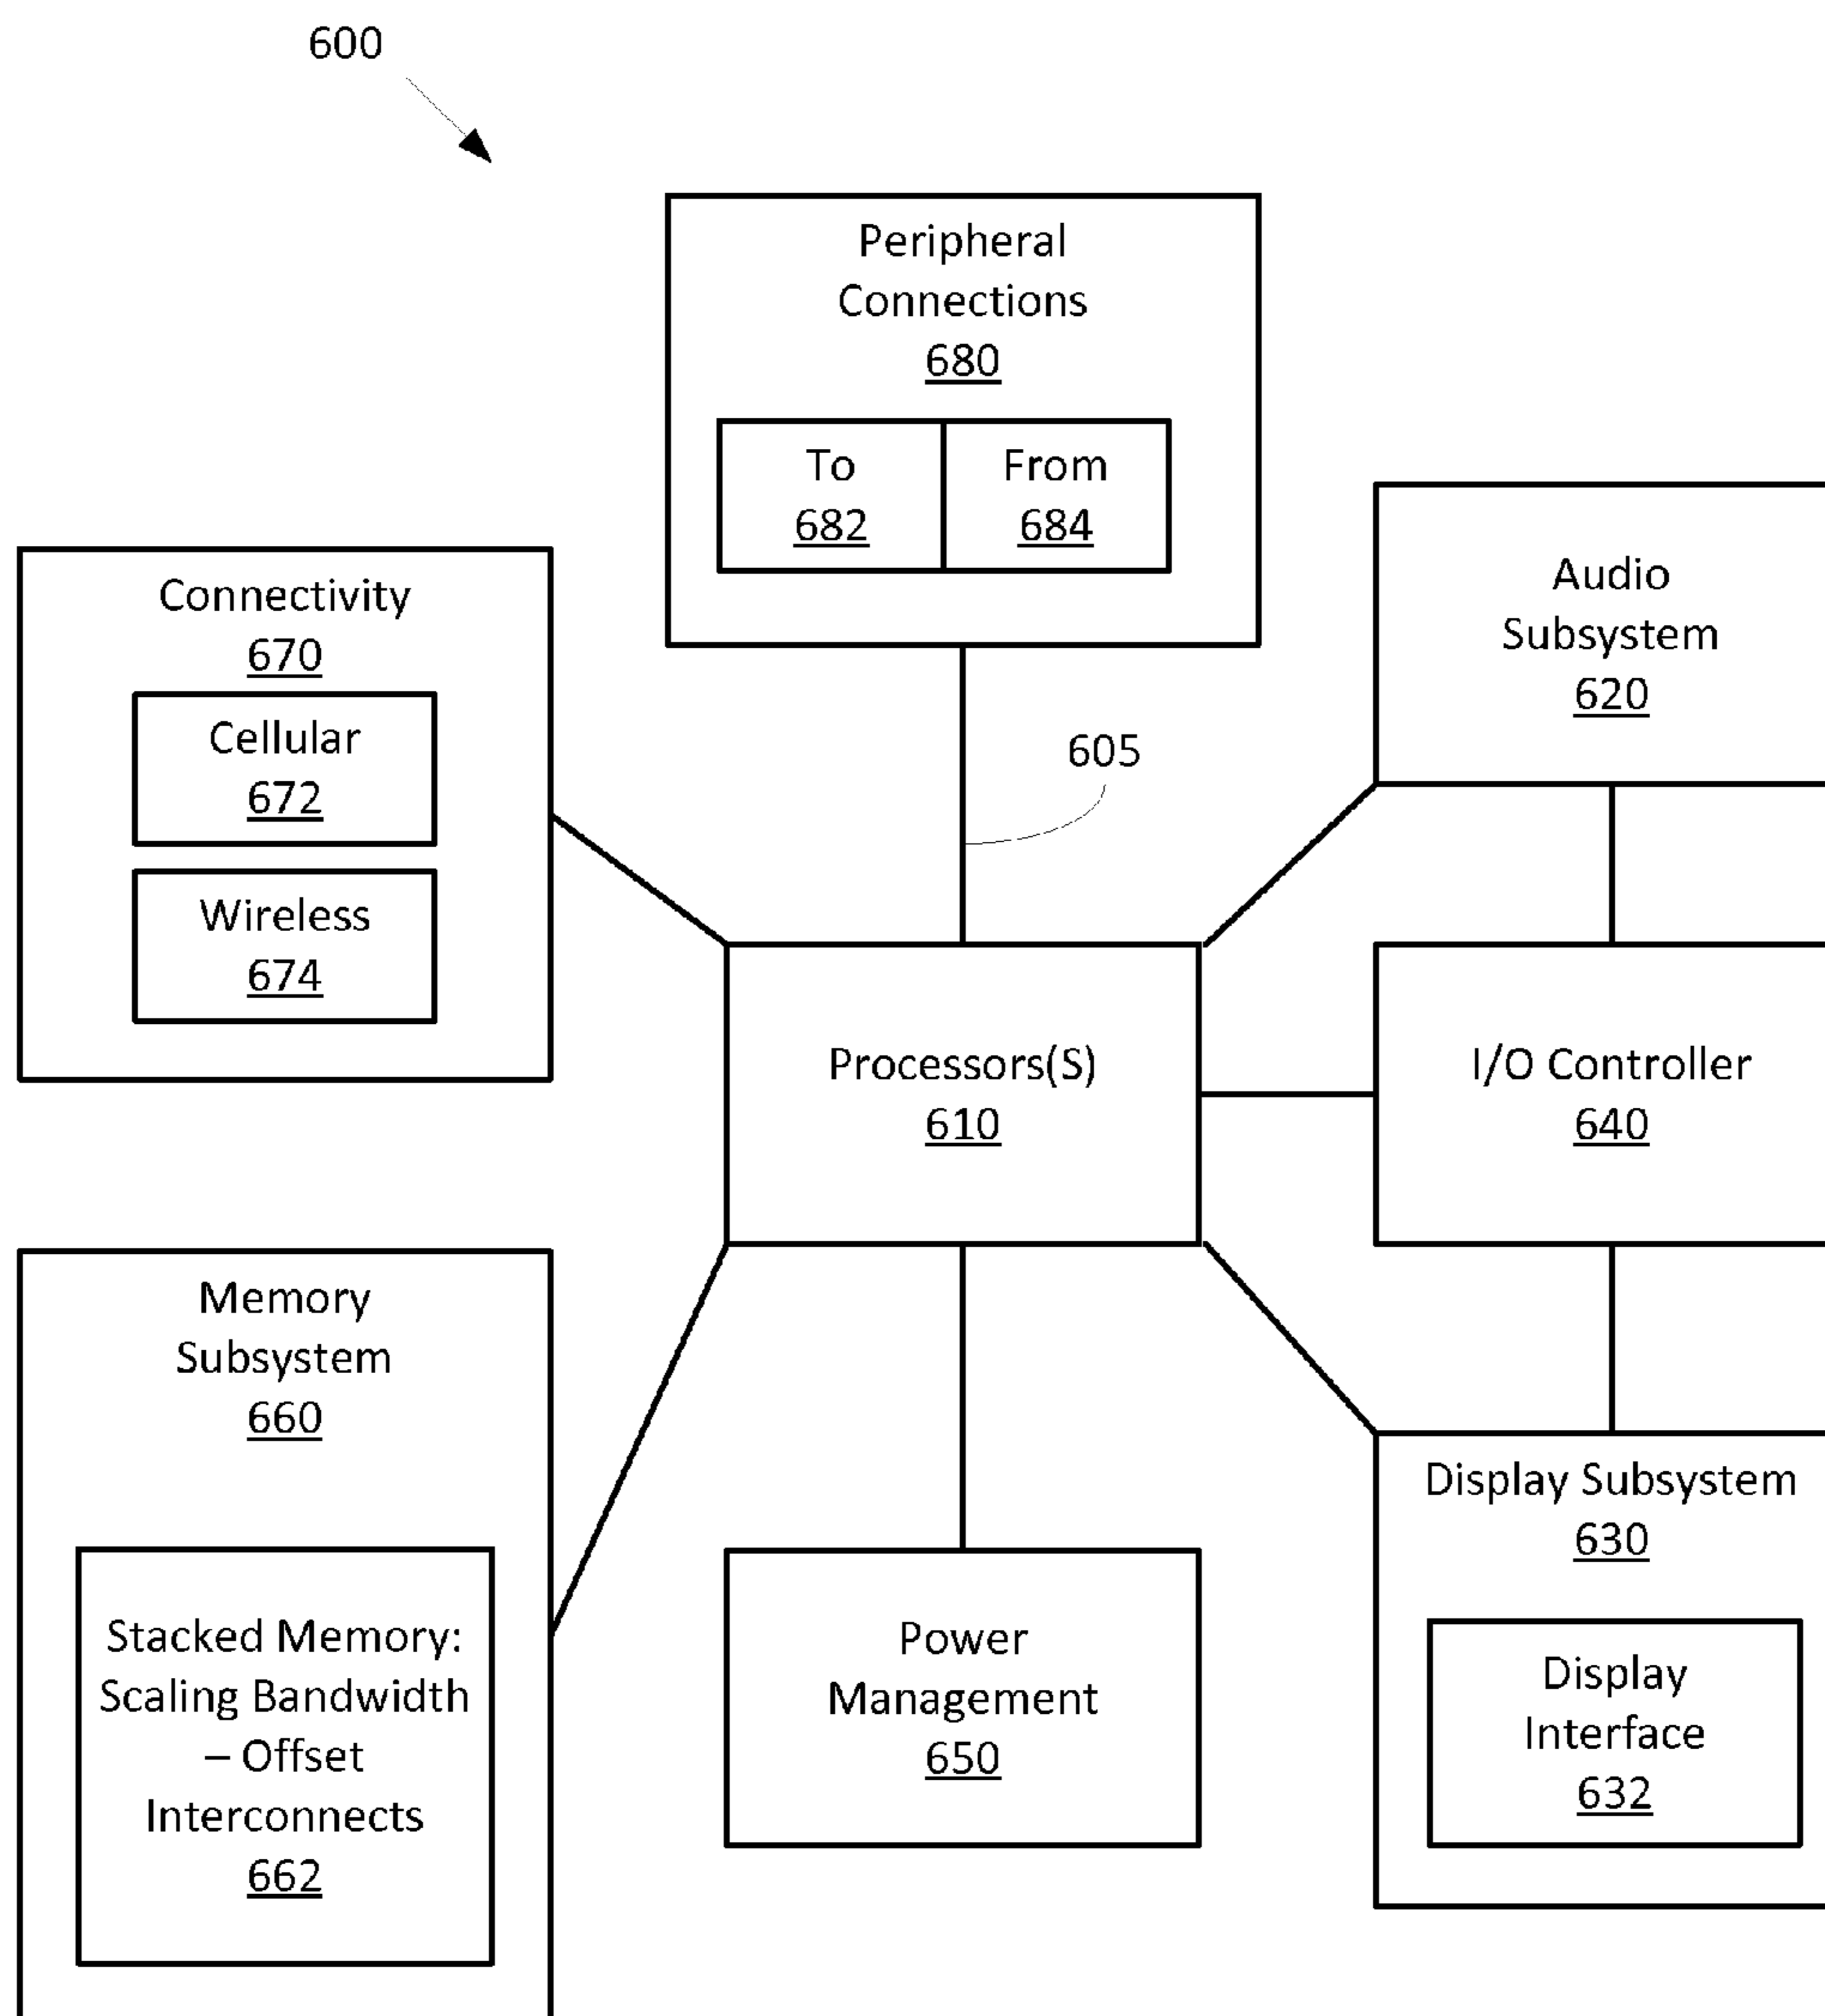 600
Peripheral
Connections
680
To
682
From
684
Connectivity
670
Cellular
672
Wireless
674
605
Audio
Subsystem
620
Processors(S)
610
I/O Controller
640
Memory
Subsystem
660
Stacked Memory:
Scaling Bandwidth
– Offset
Interconnects
662
Power
Management
650
Display Subsystem
630
Display
Interface
632